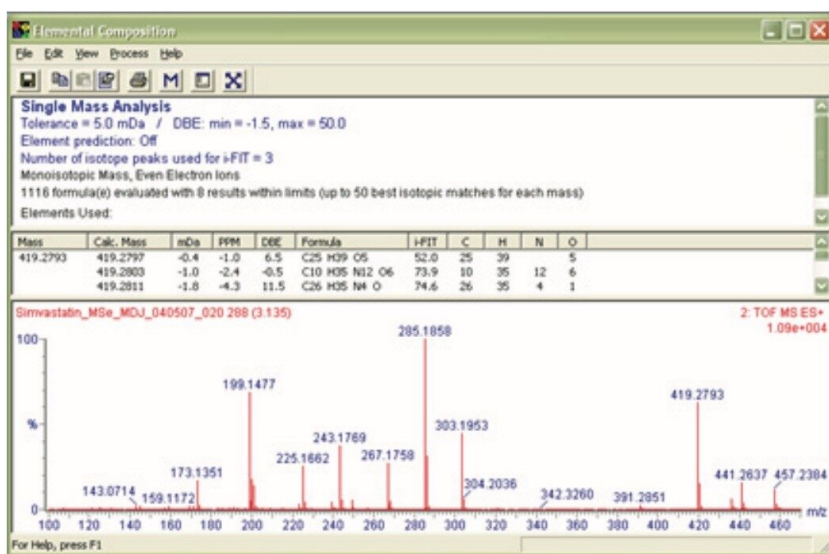 Elemental Composition
File Edit View Process Help
Single Mass Analysis
Tolerance = 5.0 mDa / DBE: min = -1.5, max = 50.0
Element prediction: Off
Number of isotope peaks used for i-FIT = 3
Monoisotopic Mass, Even Electron Ions
1116 formula(e) evaluated with 8 results within limits (up to 50 best isotopic matches for each mass)
Elements Used:
Mass Calc. Mass mDa PPM DBE Formula i-FIT C H N O
419.2793 419.2797 -0.4 -1.0 6.5 C25 H39 O5 52.0 25 39 5
419.2803 -1.0 -2.4 -0.5 C10 H35 N12 O6 73.9 10 35 12 6
419.2811 -1.8 -4.3 11.5 C26 H35 N4 O 74.6 26 35 4 1
Simvastatin_MSe_MDJ_040507_020 288 (3.135) 2: TOF MS ES+
1.09e+004
100
%
0
285.1858
199.1477
419.2793
303.1953
243.1769
225.1662
267.1758
173.1351
143.0714
159.1172
304.2036
342.3260
391.2851
441.2637
457.2384
100 120 140 160 180 200 220 240 260 280 300 320 340 360 380 400 420 440 460 m/z
For Help, press F1